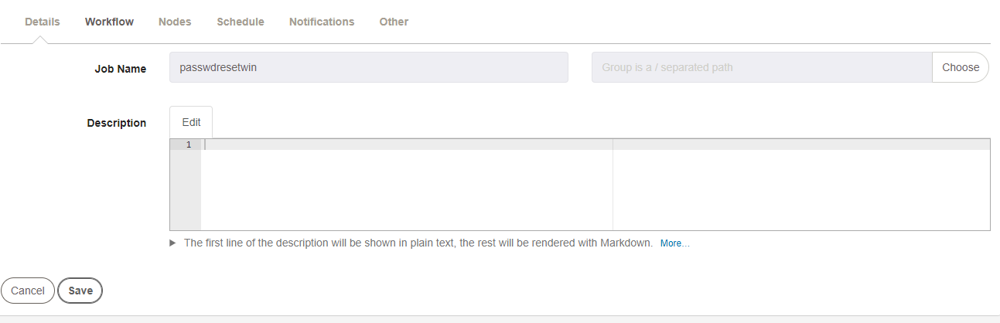 Details Workflow Nodes Schedule Notifications Other
Job Name passwdresetwin Group is a / separated path Choose
Description Edit
1
▶ The first line of the description will be shown in plain text, the rest will be rendered with Markdown. More...
Cancel Save